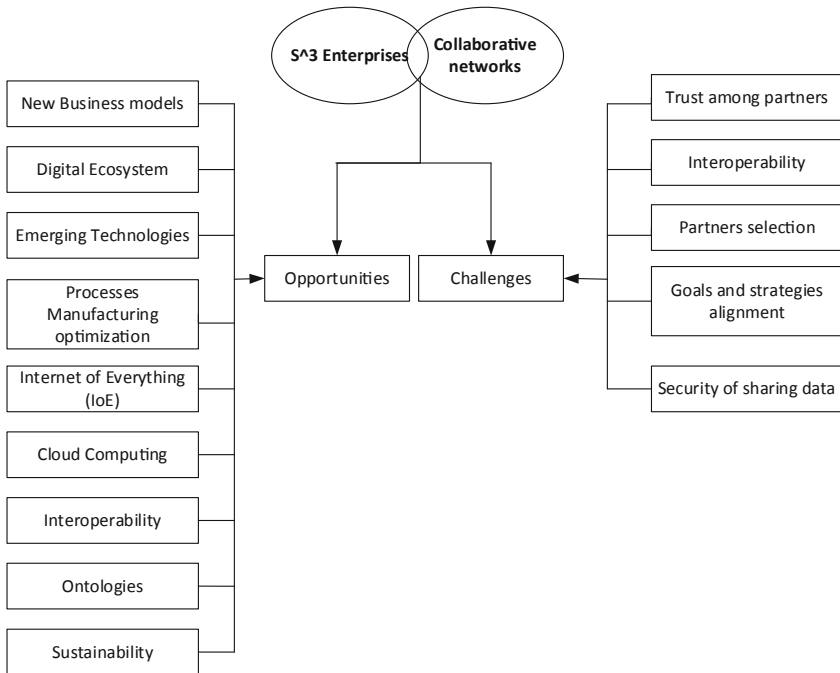 S^3 Enterprises
Collaborative
networks
New Business models
Digital Ecosystem
Emerging Technologies
Processes
Manufacturing
optimization
Internet of Everything
(IoE)
Cloud Computing
Interoperability
Ontologies
Sustainability
Opportunities
Challenges
Trust among partners
Interoperability
Partners selection
Goals and strategies
alignment
Security of sharing data